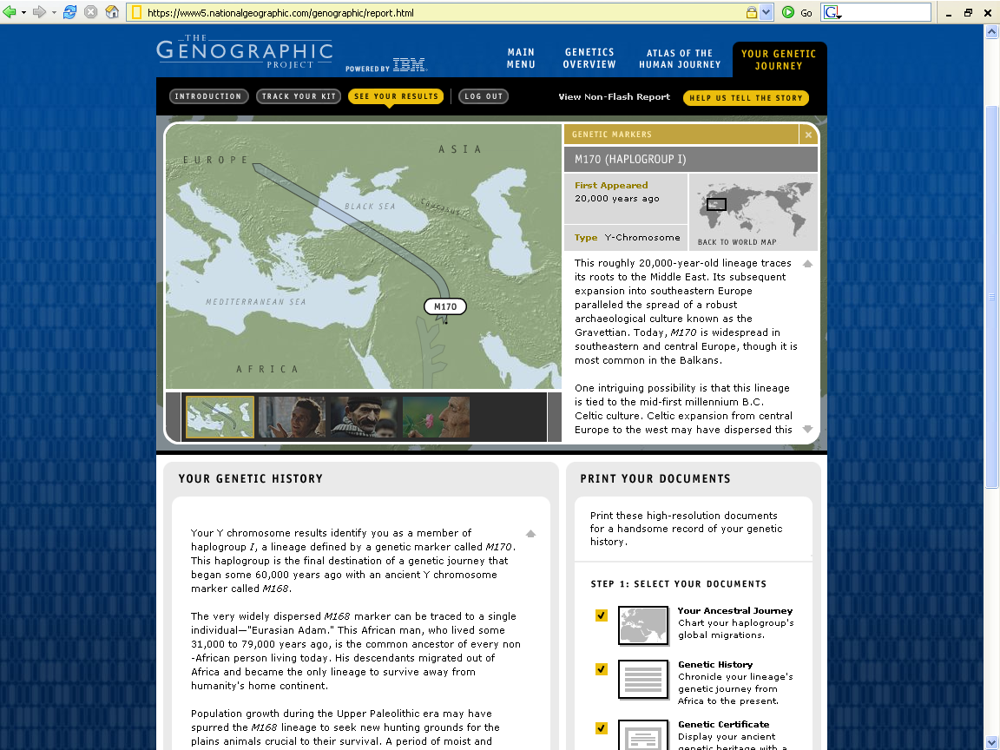 https://www5.nationalgeographic.com/genographic/report.html
Go
G
THE
GENOGRAPHIC
PROJECT
POWERED BY IBM
MAIN
MENU
GENETICS
OVERVIEW
ATLAS OF THE
HUMAN JOURNEY
YOUR GENETIC
JOURNEY
INTRODUCTION
TRACK YOUR KIT
SEE YOUR RESULTS
LOG OUT
View Non-Flash Report
HELP US TELL THE STORY
EUROPE
ASIA
BLACK SEA
Caucasus
MEDITERRANEAN SEA
M170
AFRICA
GENETIC MARKERS
M170 (HAPLOGROUP I)
First Appeared
20,000 years ago
Type Y-Chromosome
BACK TO WORLD MAP
This roughly 20,000-year-old lineage traces
its roots to the Middle East. Its subsequent
expansion into southeastern Europe
paralleled the spread of a robust
archaeological culture known as the
Gravettian. Today, M170 is widespread in
southeastern and central Europe, though it is
most common in the Balkans.
One intriguing possibility is that this lineage
is tied to the mid-first millennium B.C.
Celtic culture. Celtic expansion from central
Europe to the west may have dispersed this
YOUR GENETIC HISTORY
Your Y chromosome results identify you as a member of
haplogroup I, a lineage defined by a genetic marker called M170.
This haplogroup is the final destination of a genetic journey that
began some 60,000 years ago with an ancient Y chromosome
marker called M168.
The very widely dispersed M168 marker can be traced to a single
individual—"Eurasian Adam." This African man, who lived some
31,000 to 79,000 years ago, is the common ancestor of every non
-African person living today. His descendants migrated out of
Africa and became the only lineage to survive away from
humanity's home continent.
Population growth during the Upper Paleolithic era may have
spurred the M168 lineage to seek new hunting grounds for the
plains animals crucial to their survival. A period of moist and
PRINT YOUR DOCUMENTS
Print these high-resolution documents
for a handsome record of your genetic
history.
STEP 1: SELECT YOUR DOCUMENTS
Your Ancestral Journey
Chart your haplogroup's
global migrations.
Genetic History
Chronicle your lineage's
genetic journey from
Africa to the present.
Genetic Certificate
Display your ancient
genetic heritage with a